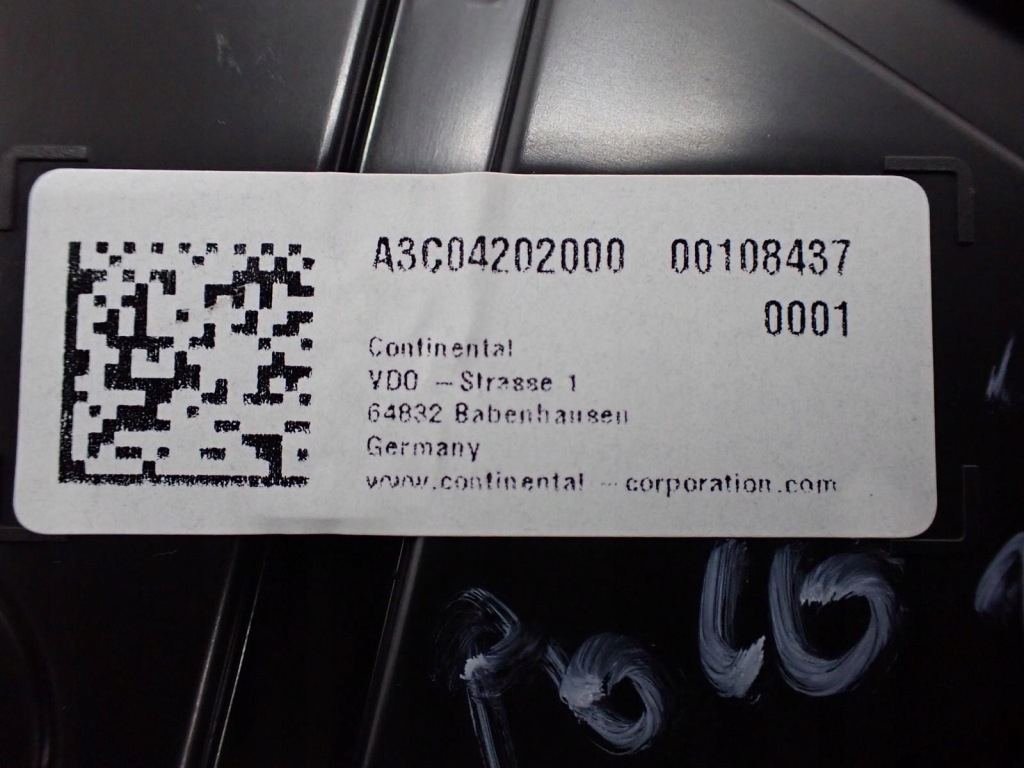 A3C04202000 00108437
0001
Continental
VDO - Strasse 1
64832 Babenhausen
Germany
www.continental - corporation.com